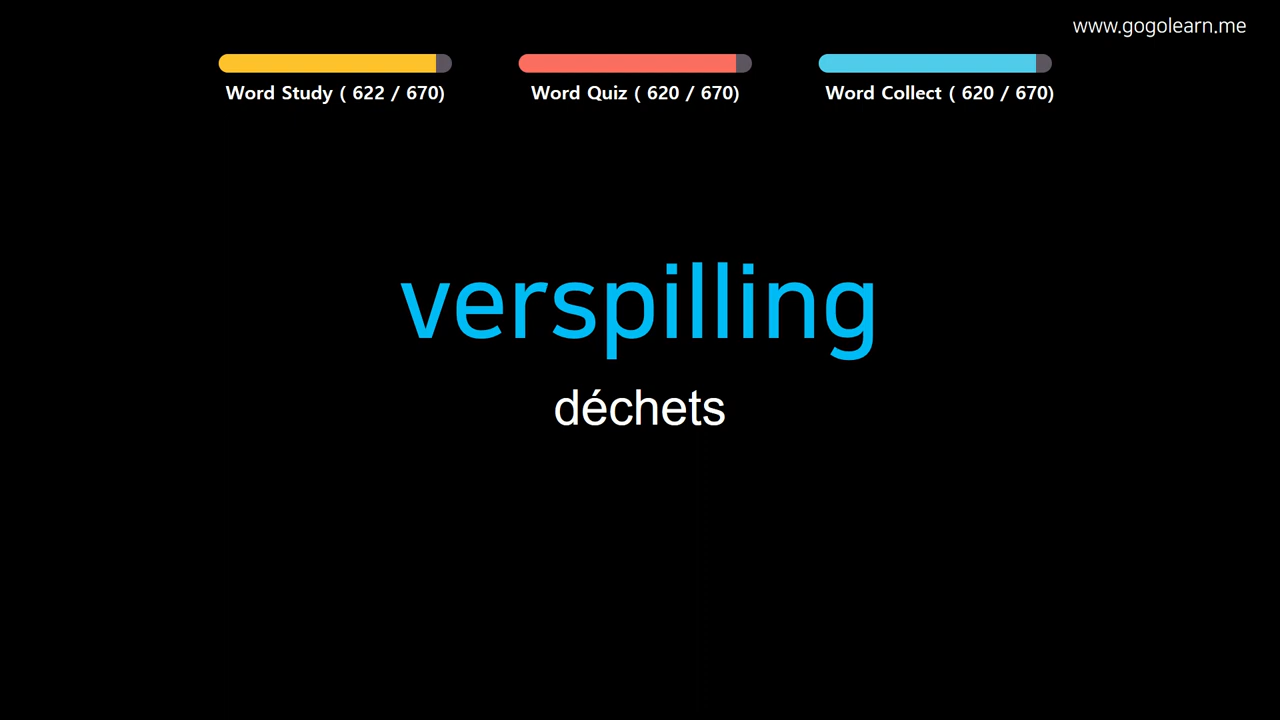 www.gogolearn.me
Word Study ( 622 / 670)
Word Quiz ( 620 / 670)
Word Collect ( 620 / 670)
verspilling
déchets